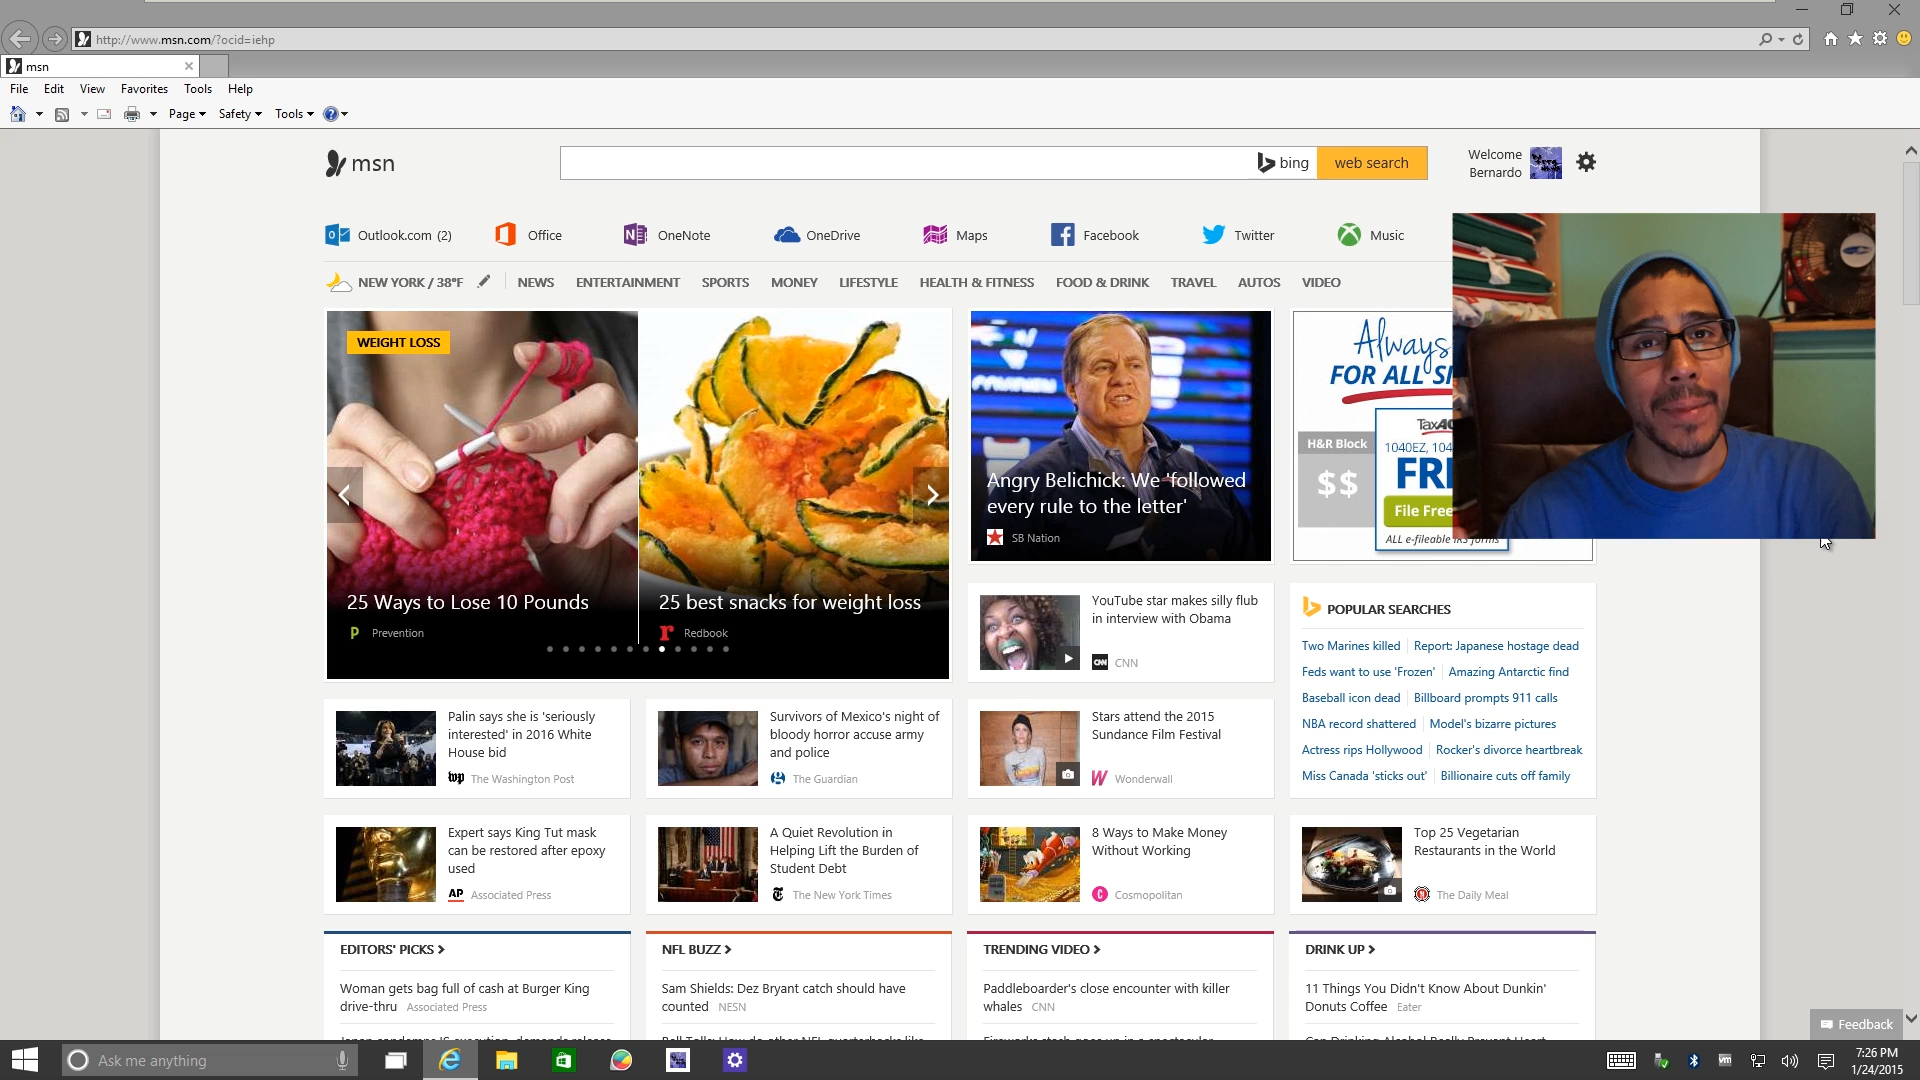 http://www.msn.com/?ocid=iehp
msn
File Edit View Favorites Tools Help
Page Safety Tools
msn
bing web search
Welcome
Bernardo
Outlook.com (2) Office OneNote OneDrive Maps Facebook Twitter Music
NEW YORK / 38°F NEWS ENTERTAINMENT SPORTS MONEY LIFESTYLE HEALTH & FITNESS FOOD & DRINK TRAVEL AUTOS VIDEO
WEIGHT LOSS
25 Ways to Lose 10 Pounds
P Prevention
25 best snacks for weight loss
r Redbook
Angry Belichick: We 'followed
every rule to the letter'
SB Nation
Always
FOR ALL
H&R Block
$$
1040EZ,
File Free
ALL e-fileable IRS forms
YouTube star makes silly flub
in interview with Obama
CNN CNN
POPULAR SEARCHES
Two Marines killed Report: Japanese hostage dead
Feds want to use 'Frozen' Amazing Antarctic find
Baseball icon dead Billboard prompts 911 calls
NBA record shattered Model's bizarre pictures
Actress rips Hollywood Rocker's divorce heartbreak
Miss Canada 'sticks out' Billionaire cuts off family
Palin says she is 'seriously
interested' in 2016 White
House bid
wp The Washington Post
Survivors of Mexico's night of
bloody horror accuse army
and police
The Guardian
Stars attend the 2015
Sundance Film Festival
W Wonderwall
Expert says King Tut mask
can be restored after epoxy
used
AP Associated Press
A Quiet Revolution in
Helping Lift the Burden of
Student Debt
The New York Times
8 Ways to Make Money
Without Working
C Cosmopolitan
Top 25 Vegetarian
Restaurants in the World
The Daily Meal
EDITORS' PICKS
Woman gets bag full of cash at Burger King
drive-thru Associated Press
NFL BUZZ
Sam Shields: Dez Bryant catch should have
counted NESN
TRENDING VIDEO
Paddleboarder's close encounter with killer
whales CNN
DRINK UP
11 Things You Didn't Know About Dunkin'
Donuts Coffee Eater
Feedback
Ask me anything
7:26 PM
1/24/2015